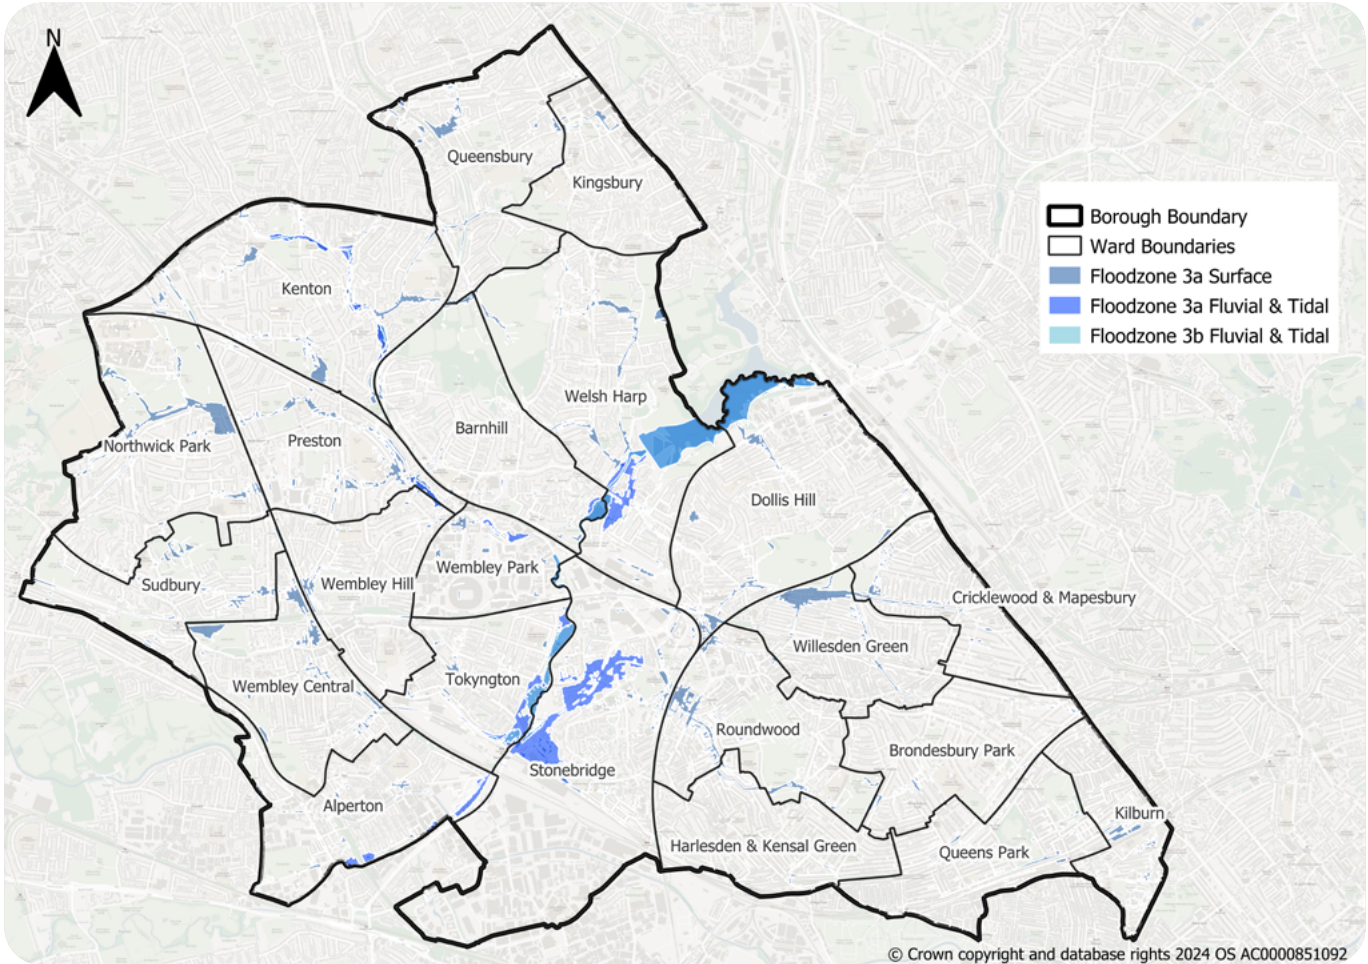 N
Queensbury
Kingsbury
Borough Boundary
Ward Boundaries
Floodzone 3a Surface
Floodzone 3a Fluvial & Tidal
Floodzone 3b Fluvial & Tidal
Kenton
Welsh Harp
Northwick Park
Preston
Barnhill
Dollis Hill
Sudbury
Wembley Hill
Wembley Park
Cricklewood & Mapesbury
Willesden Green
Wembley Central
Tokyngton
Roundwood
Brondesbury Park
Stonebridge
Alperton
Kilburn
Harlesden & Kensal Green
Queens Park
© Crown copyright and database rights 2024 OS AC0000851092